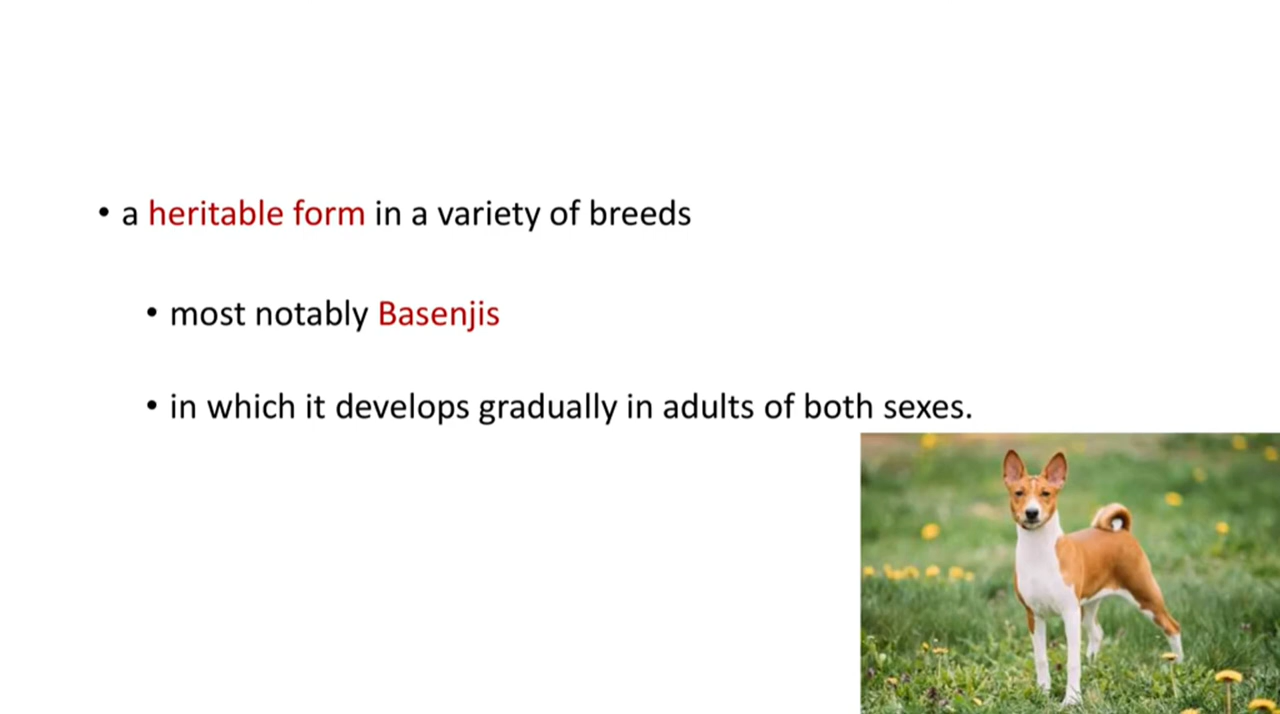 • a heritable form in a variety of breeds
• most notably Basenjis
• in which it develops gradually in adults of both sexes.